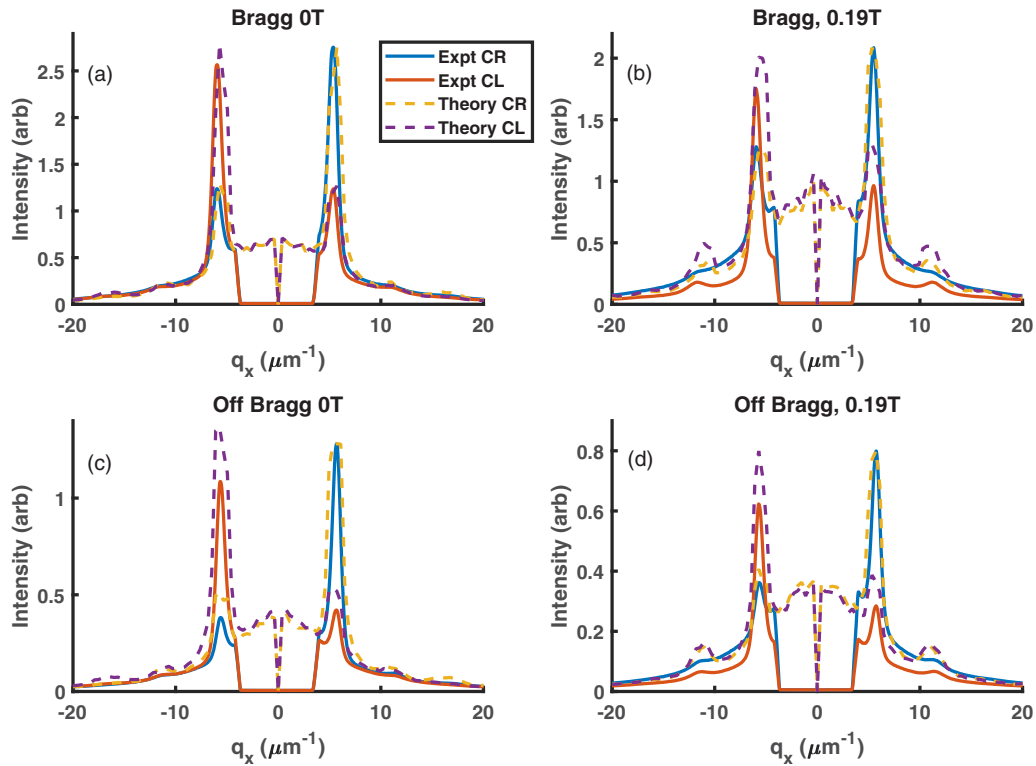 Bragg 0T
(a)
Expt CR
Expt CL
Theory CR
Theory CL
Intensity (arb)
2.5
2
1.5
1
0.5
0
-20 -10 0 10 20
q_x (μm⁻¹)
Bragg, 0.19T
(b)
Intensity (arb)
2
1.5
1
0.5
0
-20 -10 0 10 20
q_x (μm⁻¹)
Off Bragg 0T
(c)
Intensity (arb)
1
0.5
0
-20 -10 0 10 20
q_x (μm⁻¹)
Off Bragg, 0.19T
(d)
Intensity (arb)
0.8
0.6
0.4
0.2
0
-20 -10 0 10 20
q_x (μm⁻¹)